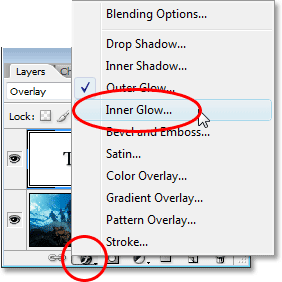 Blending Options...
Drop Shadow...
Inner Shadow...
Outer Glow...
Inner Glow...
Bevel and Emboss...
Satin...
Color Overlay...
Gradient Overlay...
Pattern Overlay...
Stroke...
Layers
Overlay
Lock:
T